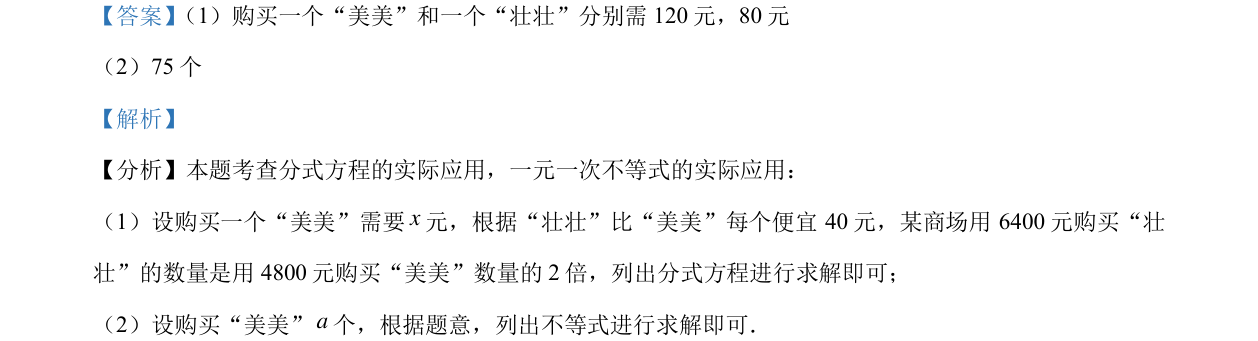 【答案】（1）购买一个“美美”和一个“壮壮”分别需 120 元，80 元
（2）75 个
【解析】
【分析】本题考查分式方程的实际应用，一元一次不等式的实际应用：
（1）设购买一个“美美”需要 x 元，根据“壮壮”比“美美”每个便宜 40 元，某商场用 6400 元购买“壮
壮”的数量是用 4800 元购买“美美”数量的 2 倍，列出分式方程进行求解即可；
（2）设购买“美美” a 个，根据题意，列出不等式进行求解即可．